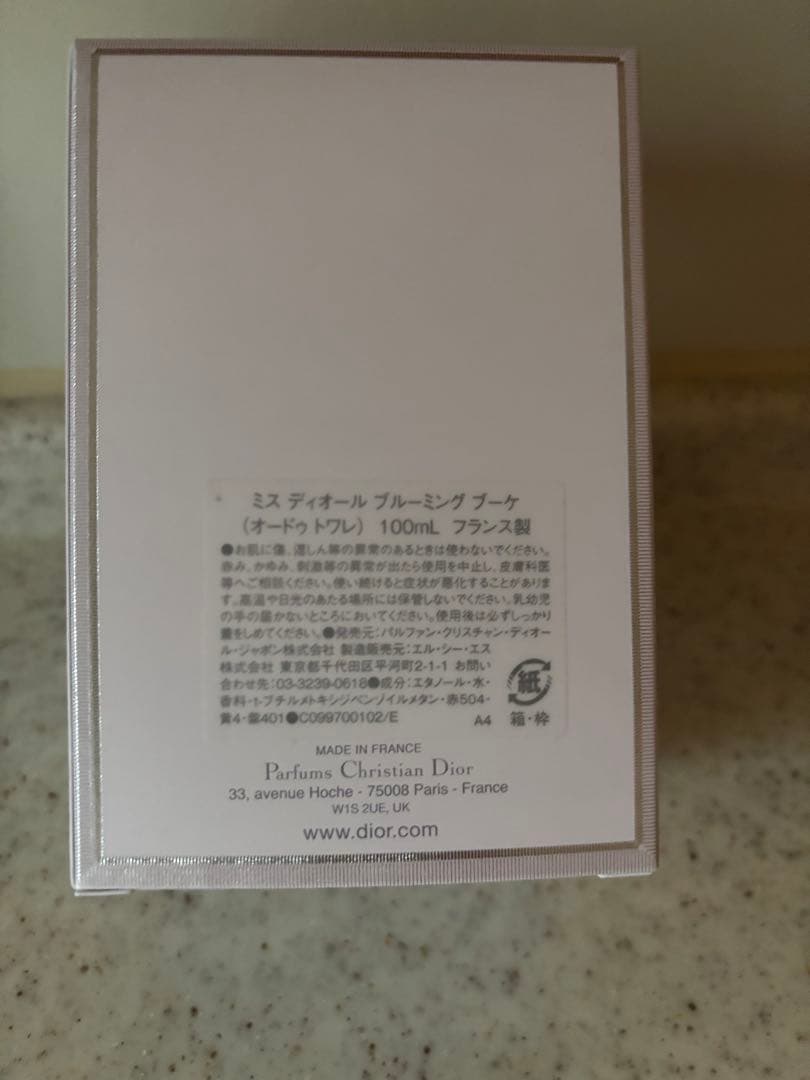 ミス ディオール ブルーミング ブーケ
（オードゥ トワレ） 100mL フランス製
●お肌に傷、湿しん等の異常のあるときは使わないでください。
赤み、かゆみ、刺激等の異常が出たら使用を中止し、皮膚科医
等へご相談ください。使い続けると症状が悪化することがありま
す。高温や日光のあたる場所には保管しないでください。乳幼児
の手の届かないところにおいてください。使用後は必ずしっかり
蓋をしめてください。●発売元：パルファン・クリスチャン・ディオー
ル・ジャポン株式会社 製造販売元：エル・シー・エス
株式会社 東京都千代田区平河町2-1-1 お問い
合わせ先：03-3239-0618●成分：エタノール・水・
香料・t-ブチルメトキシジベンゾイルメタン・赤504・
黄4・紫401●C099700102/E
A4
紙
箱・枠
MADE IN FRANCE
Parfums Christian Dior
33, avenue Hoche - 75008 Paris - France
W1S 2UE, UK
www.dior.com